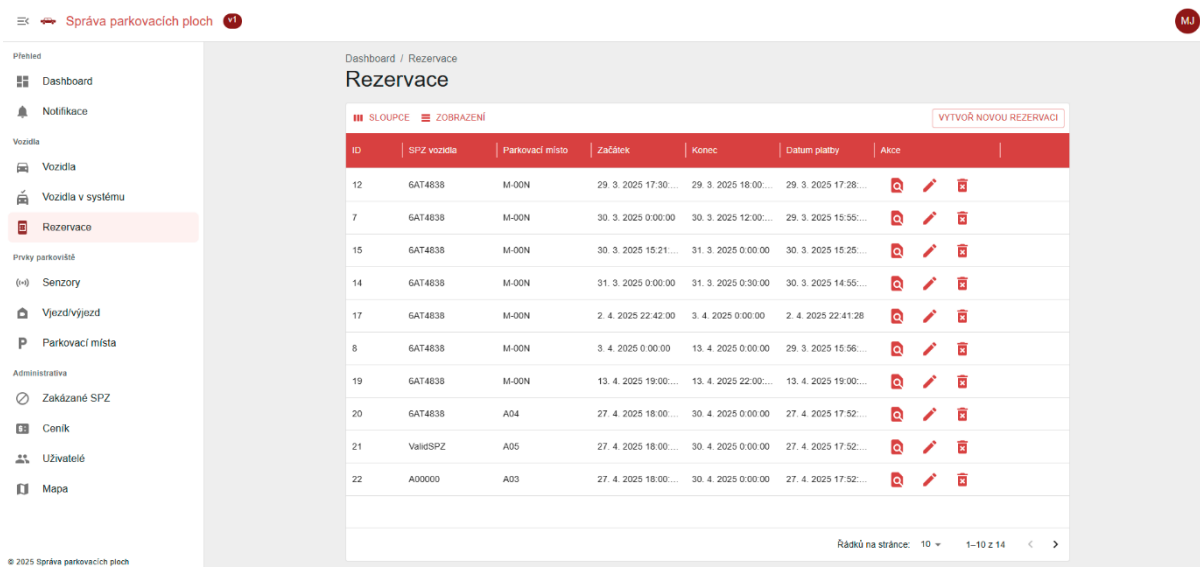 Správa parkovacích ploch v1
MJ
Přehled
Dashboard
Notifikace
Vozidla
Vozidla
Vozidla v systému
Rezervace
Prvky parkoviště
Senzory
Vjezd/výjezd
Parkovací místa
Administrativa
Zakázané SPZ
Ceník
Uživatelé
Mapa
© 2025 Správa parkovacích ploch
Dashboard / Rezervace
Rezervace
SLOUPCE ZOBRAZENÍ VYTVOŘ NOVOU REZERVACI
ID SPZ vozidla Parkovací místo Začátek Konec Datum platby Akce
12 6AT4838 M-00N 29. 3. 2025 17:30:... 29. 3. 2025 18:00:... 29. 3. 2025 17:28:...
7 6AT4838 M-00N 30. 3. 2025 0:00:00 30. 3. 2025 12:00:... 29. 3. 2025 15:55:...
15 6AT4838 M-00N 30. 3. 2025 15:21:... 31. 3. 2025 0:00:00 30. 3. 2025 15:25:...
14 6AT4838 M-00N 31. 3. 2025 0:00:00 31. 3. 2025 0:30:00 30. 3. 2025 14:55:...
17 6AT4838 M-00N 2. 4. 2025 22:42:00 3. 4. 2025 0:00:00 2. 4. 2025 22:41:28
8 6AT4838 M-00N 3. 4. 2025 0:00:00 13. 4. 2025 0:00:00 29. 3. 2025 15:56:...
19 6AT4838 M-00N 13. 4. 2025 19:00:... 13. 4. 2025 22:00:... 13. 4. 2025 19:00:...
20 6AT4838 A04 27. 4. 2025 18:00:... 30. 4. 2025 0:00:00 27. 4. 2025 17:52:...
21 ValidSPZ A05 27. 4. 2025 18:00:... 30. 4. 2025 0:00:00 27. 4. 2025 17:52:...
22 A00000 A03 27. 4. 2025 18:00:... 30. 4. 2025 0:00:00 27. 4. 2025 17:52:...
Řádků na stránce: 10 1–10 z 14